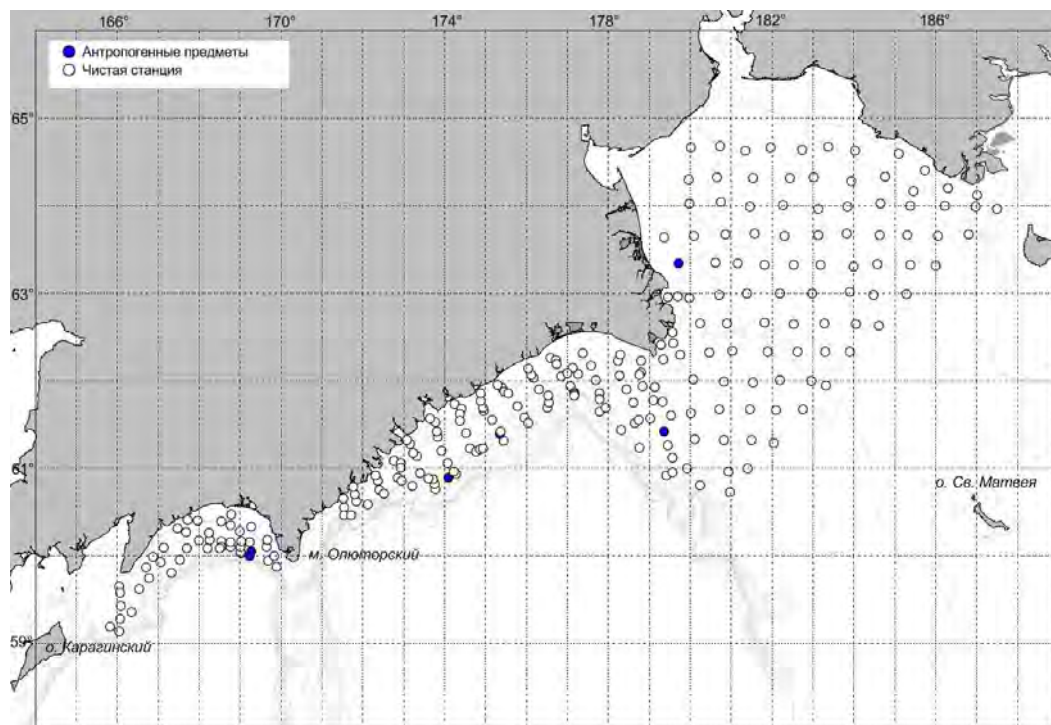 166° 170° 174° 178° 182° 186°
Антропогенные предметы
Чистая станция
65°
63°
61°
о. Св. Матвея
м. Олюторский
59°
о. Карагинский